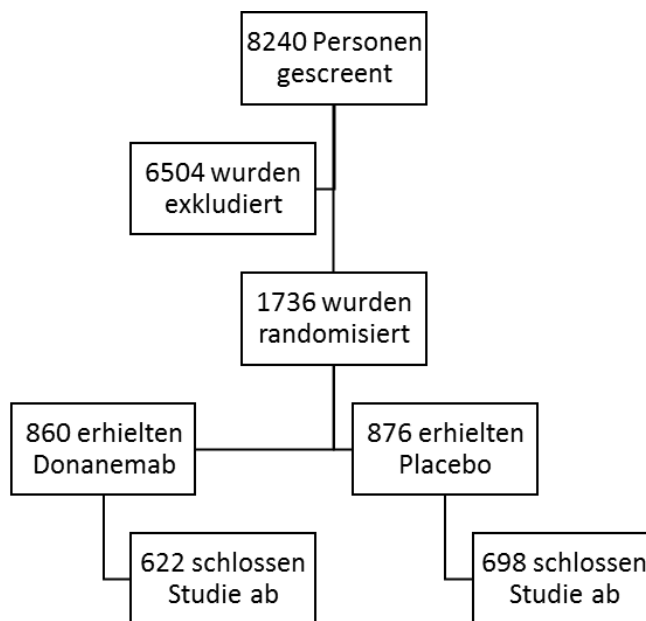 8240 Personen
gescreent
6504 wurden
exkludiert
1736 wurden
randomisiert
860 erhielten
Donanemab
876 erhielten
Placebo
622 schlossen
Studie ab
698 schlossen
Studie ab